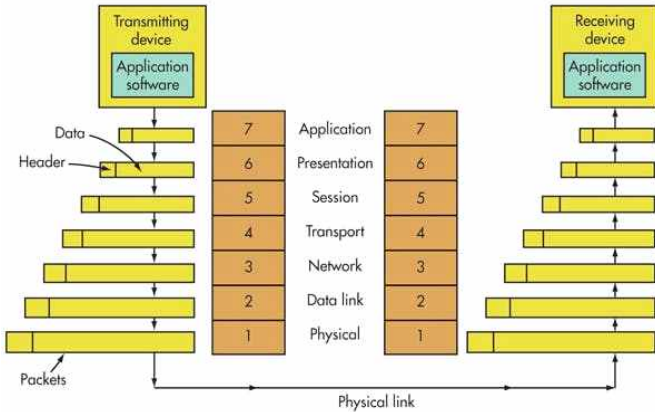 Transmitting
device
Application
software
Receiving
device
Application
software
Data
Header
7 Application 7
6 Presentation 6
5 Session 5
4 Transport 4
3 Network 3
2 Data link 2
1 Physical 1
Packets
Physical link